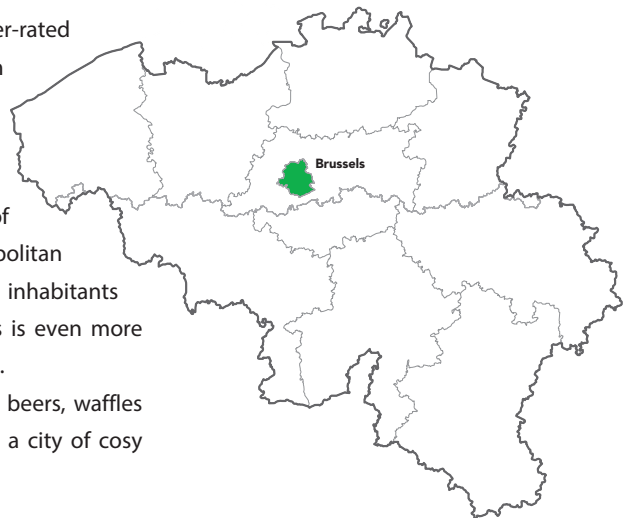 er-rated
Brussels
of
politan
inhabitants
s is even more
.
beers, waffles
a city of cosy